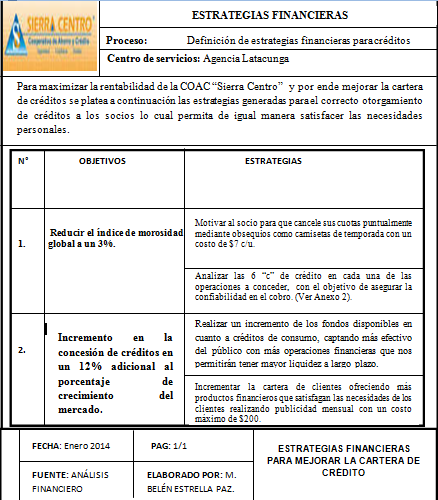 SIERRA CENTRO
Cooperativa de Ahorro y Crédito
ESTRATEGIAS FINANCIERAS
Proceso: Definición de estrategias financieras para créditos
Centro de servicios: Agencia Latacunga
Para maximizar la rentabilidad de la COAC “Sierra Centro” y por ende mejorar la cartera
de créditos se platea a continuación las estrategias generadas para el correcto otorgamiento
de créditos a los socios lo cual permita de igual manera satisfacer las necesidades
personales.
N° OBJETIVOS ESTRATEGIAS
1.
Reducir el índice de morosidad
global a un 3%.
Motivar al socio para que cancele sus cuotas puntualmente
mediante obsequios como camisetas de temporada con un
costo de $7 c/u.
Analizar las 6 “c” de crédito en cada una de las
operaciones a conceder, con el objetivo de asegurar la
confiabilidad en el cobro. (Ver Anexo 2).
2.
Incremento en la
concesión de créditos en
un 12% adicional al
porcentaje de
crecimiento del
mercado.
Realizar un incremento de los fondos disponibles en
cuanto a créditos de consumo, captando más efectivo
del público con más operaciones financieras que nos
permitirán tener mayor liquidez a largo plazo.
Incrementar la cartera de clientes ofreciendo más
productos financieros que satisfagan las necesidades de los
clientes realizando publicidad mensual con un costo
máximo de $200.
FECHA: Enero 2014
PAG: 1/1
FUENTE: ANÁLISIS
FINANCIERO
ELABORADO POR: M.
BELÉN ESTRELLA PAZ.
ESTRATEGIAS FINANCIERAS
PARA MEJORAR LA CARTERA DE
CRÉDITO